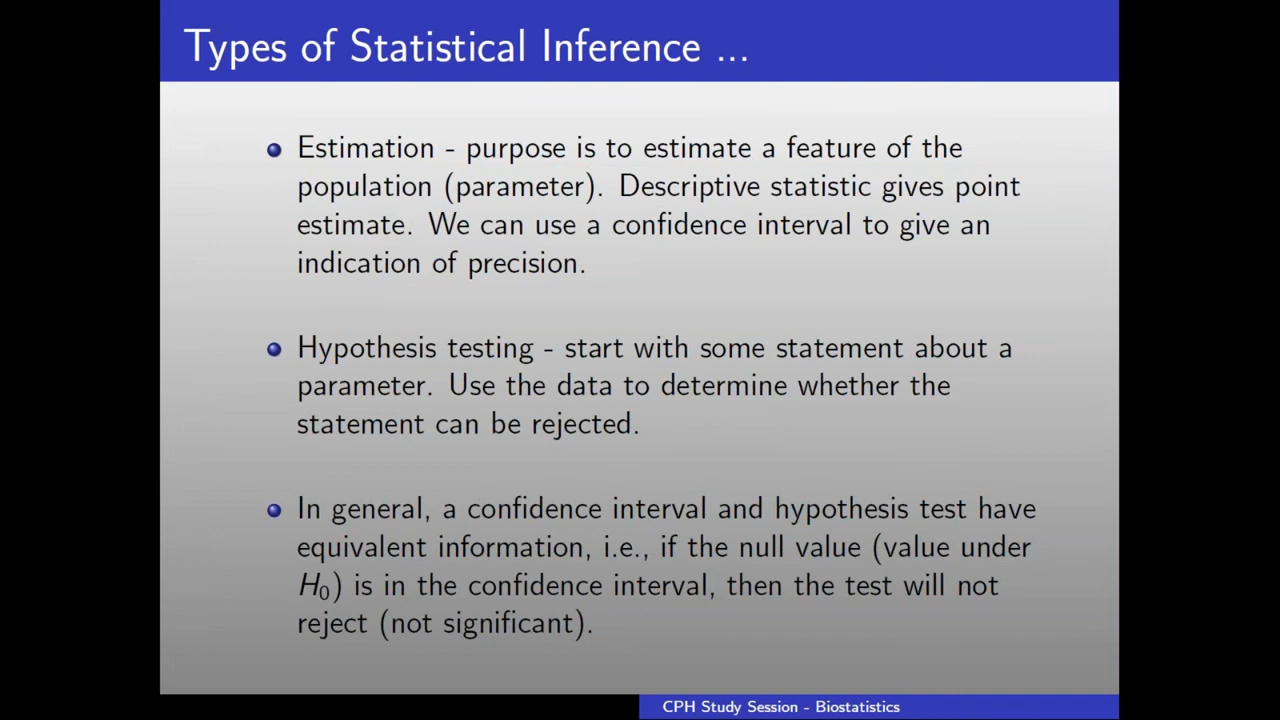 Types of Statistical Inference ...
Estimation - purpose is to estimate a feature of the
population (parameter). Descriptive statistic gives point
estimate. We can use a confidence interval to give an
indication of precision.
Hypothesis testing - start with some statement about a
parameter. Use the data to determine whether the
statement can be rejected.
In general, a confidence interval and hypothesis test have
equivalent information, i.e., if the null value (value under
H₀) is in the confidence interval, then the test will not
reject (not significant).
CPH Study Session - Biostatistics